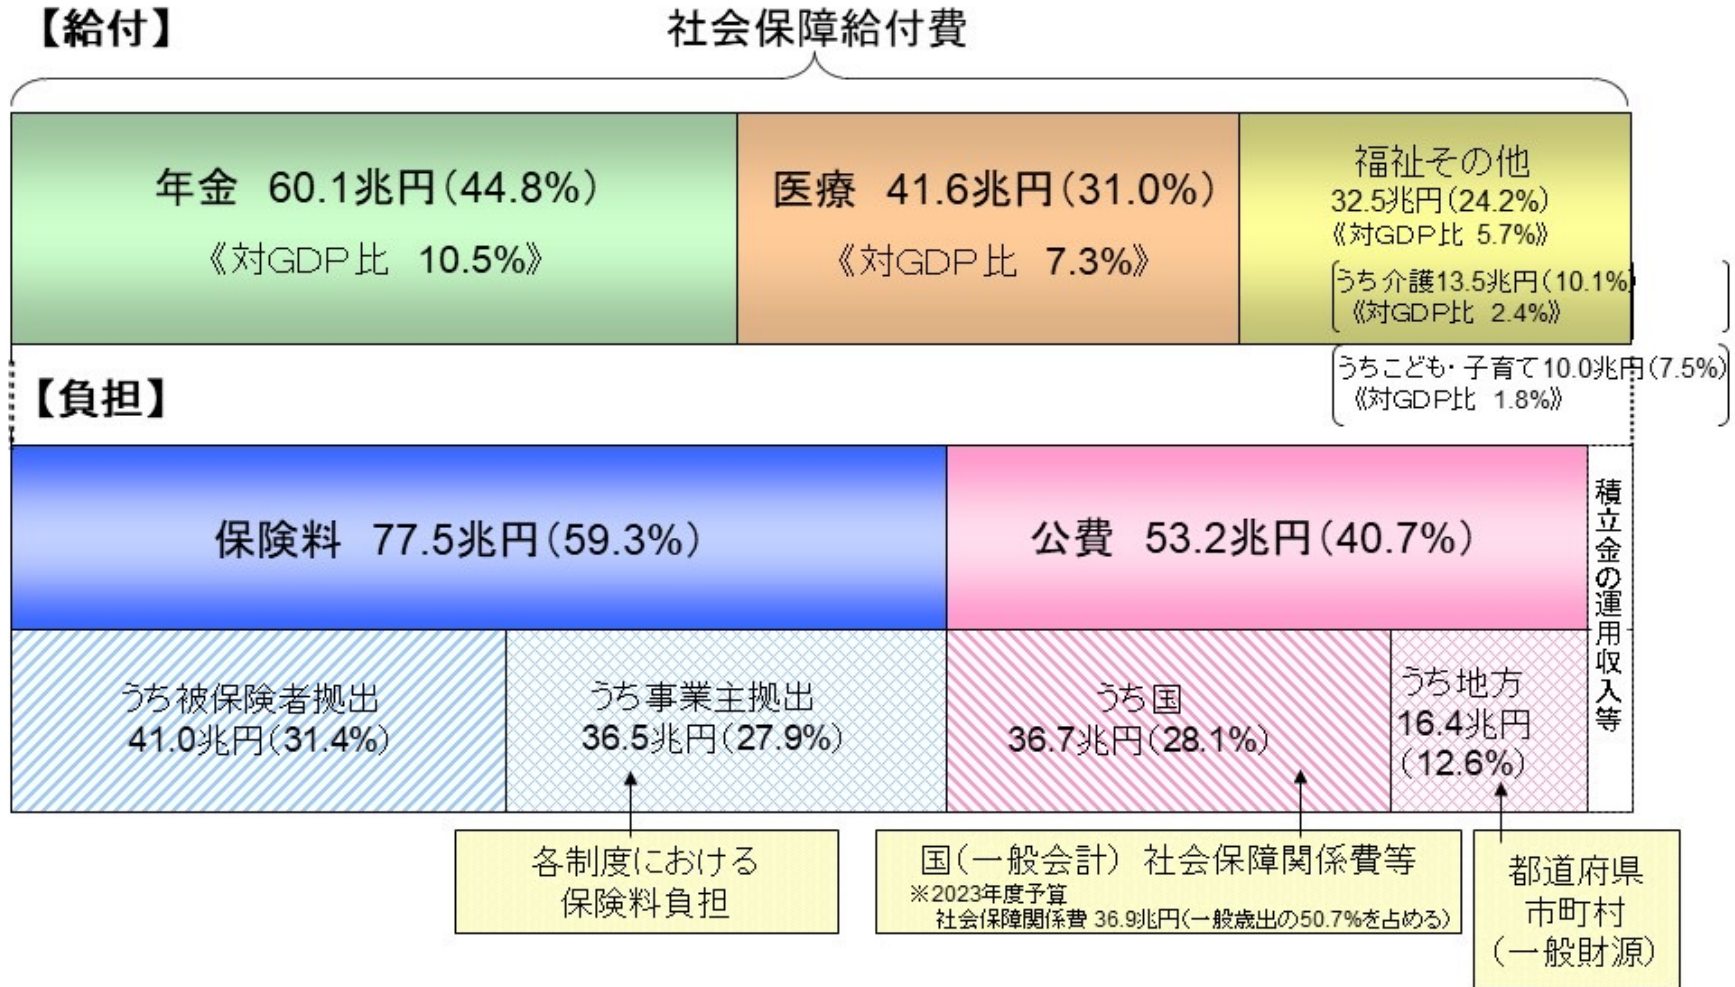 【給付】
社会保障給付費
年金 60.1兆円(44.8%)
《対GDP比 10.5%》
医療 41.6兆円(31.0%)
《対GDP比 7.3%》
福祉その他
32.5兆円(24.2%)
《対GDP比 5.7%》
うち介護13.5兆円(10.1%)
《対GDP比 2.4%》
うちこども・子育て10.0兆円(7.5%)
《対GDP比 1.8%》
【負担】
保険料 77.5兆円(59.3%)
公費 53.2兆円(40.7%)
積立金の運用収入等
うち被保険者拠出
41.0兆円(31.4%)
うち事業主拠出
36.5兆円(27.9%)
うち国
36.7兆円(28.1%)
うち地方
16.4兆円
(12.6%)
各制度における
保険料負担
国(一般会計) 社会保障関係費等
※2023年度予算
社会保障関係費 36.9兆円(一般歳出の50.7%を占める)
都道府県
市町村
(一般財源)